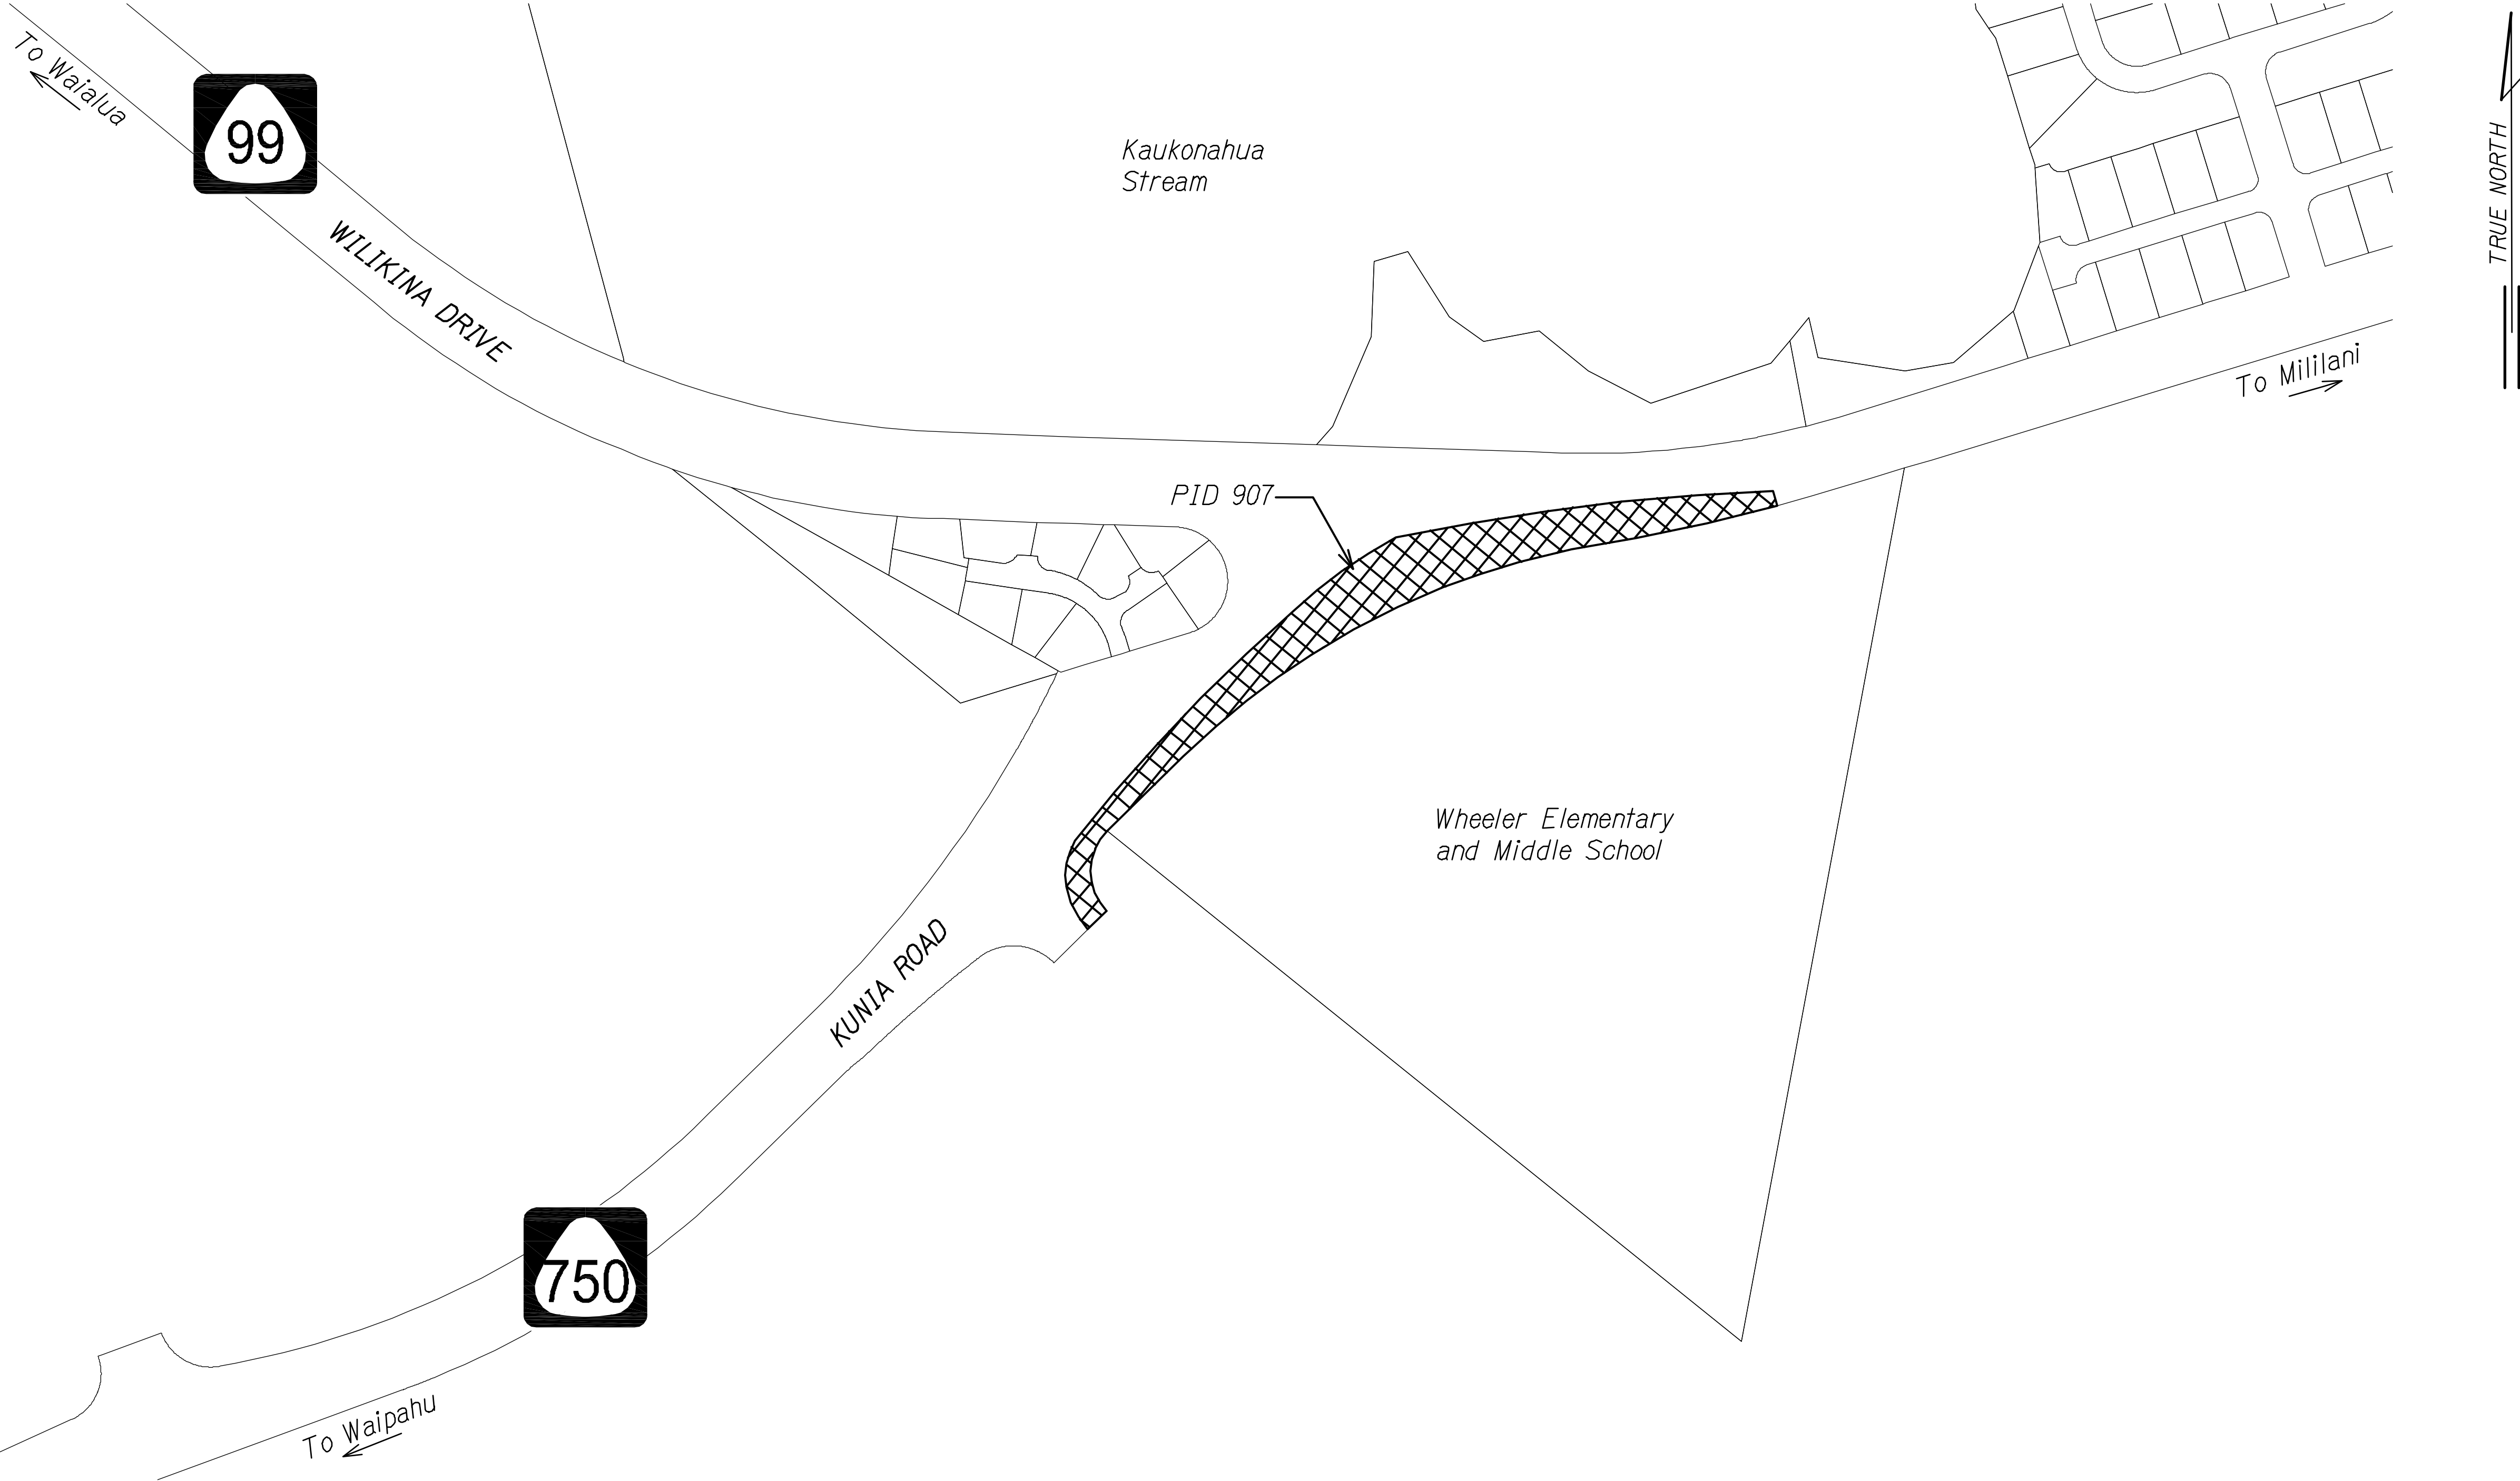 To Waialua
99
WILIKINA DRIVE
Kaukonahua
Stream
TRUE NORTH
To Mililani
PID 907
Wheeler Elementary
and Middle School
KUNIA ROAD
750
To Waipahu